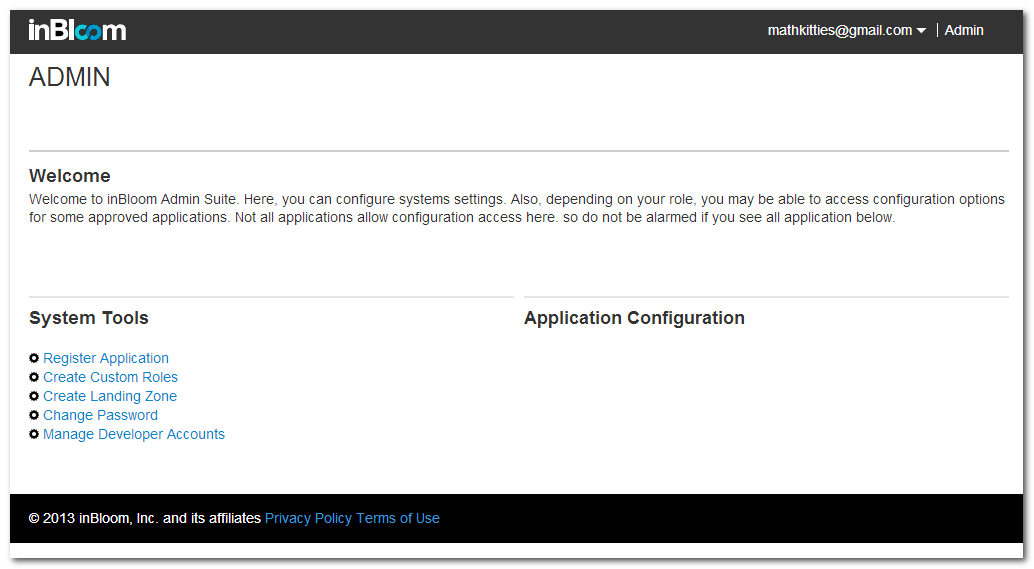 inBloom
mathkitties@gmail.com | Admin
ADMIN
Welcome
Welcome to inBloom Admin Suite. Here, you can configure systems settings. Also, depending on your role, you may be able to access configuration options
for some approved applications. Not all applications allow configuration access here. so do not be alarmed if you see all application below.
System Tools
Application Configuration
Register Application
Create Custom Roles
Create Landing Zone
Change Password
Manage Developer Accounts
© 2013 inBloom, Inc. and its affiliates Privacy Policy Terms of Use